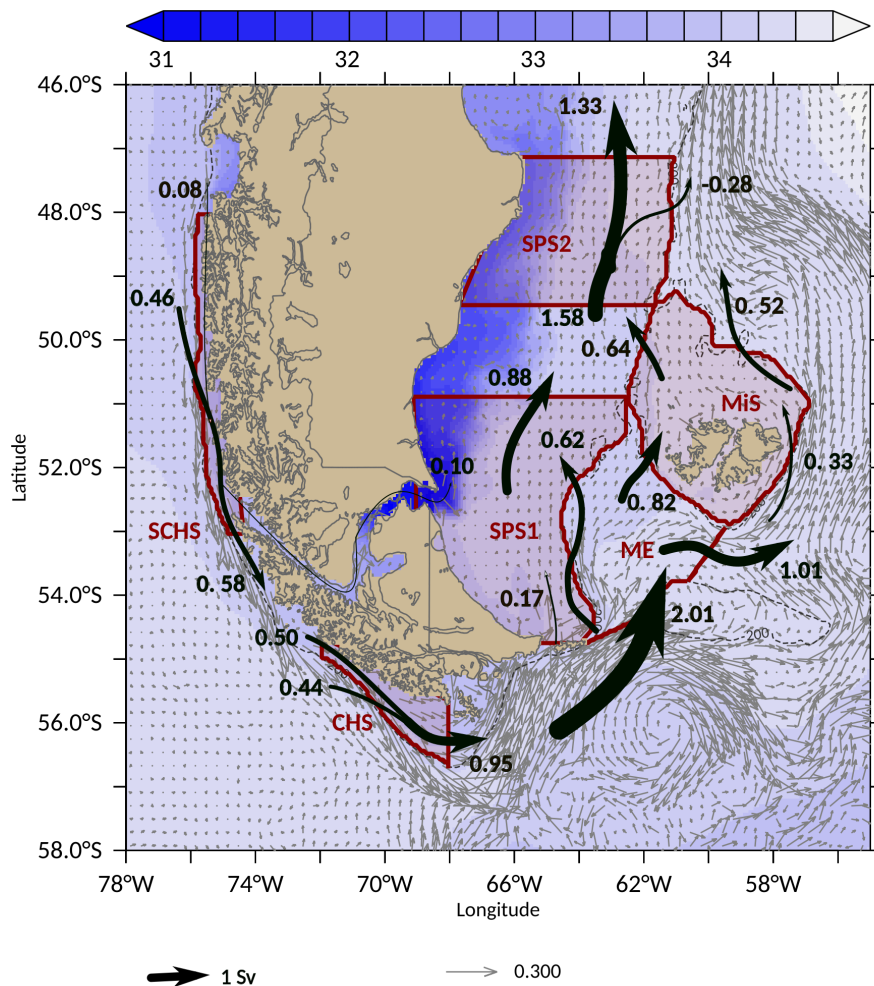 31 32 33 34
46.0°S
1.33
0.08
-0.28
48.0°S
SPS2
0.46
0. 52
1.58
50.0°S
0. 64
0.88
MiS
0.62
0.10
52.0°S
0. 33
0. 82
SCHS
SPS1
ME
1.01
0. 58
0.17
54.0°S
2.01
200
0.50
0.44
CHS
56.0°S
0.95
58.0°S
Latitude
78°W 74°W 70°W 66°W 62°W 58°W
Longitude
1 Sv
0.300